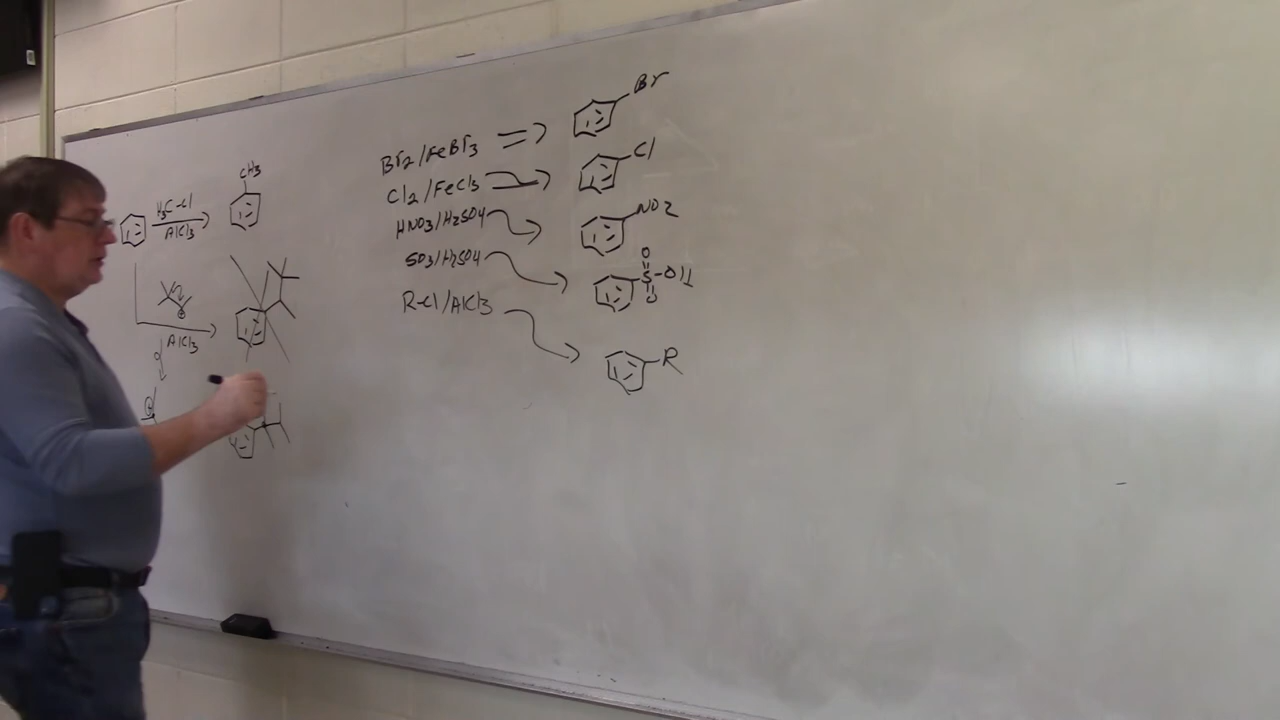 CH3
H3C-Cl
AlCl3
AlCl3
Br2/FeBr3
Br
Cl2/FeCl3
Cl
HNO3/H2SO4
NO2
SO3/H2SO4
O
S-OH
O
R-Cl/AlCl3
R